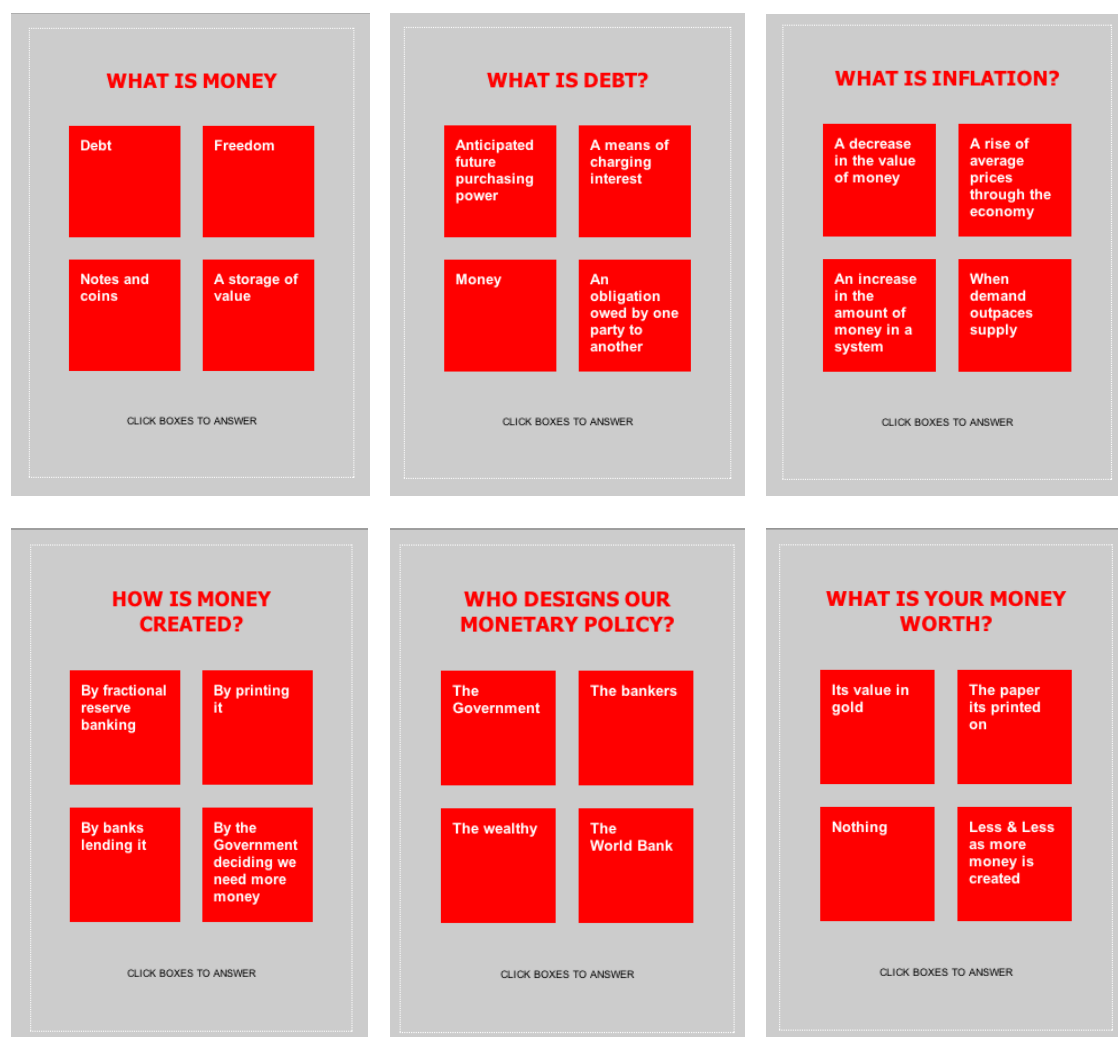 WHAT IS MONEY
Debt
Freedom
Notes and
coins
A storage of
value
CLICK BOXES TO ANSWER
WHAT IS DEBT?
Anticipated
future
purchasing
power
A means of
charging
interest
Money
An
obligation
owed by one
party to
another
CLICK BOXES TO ANSWER
WHAT IS INFLATION?
A decrease
in the value
of money
A rise of
average
prices
through the
economy
An increase
in the
amount of
money in a
system
When
demand
outpaces
supply
CLICK BOXES TO ANSWER
HOW IS MONEY
CREATED?
By fractional
reserve
banking
By printing
it
By banks
lending it
By the
Government
deciding we
need more
money
CLICK BOXES TO ANSWER
WHO DESIGNS OUR
MONETARY POLICY?
The
Government
The bankers
The wealthy
The
World Bank
CLICK BOXES TO ANSWER
WHAT IS YOUR MONEY
WORTH?
Its value in
gold
The paper
its printed
on
Nothing
Less & Less
as more
money is
created
CLICK BOXES TO ANSWER